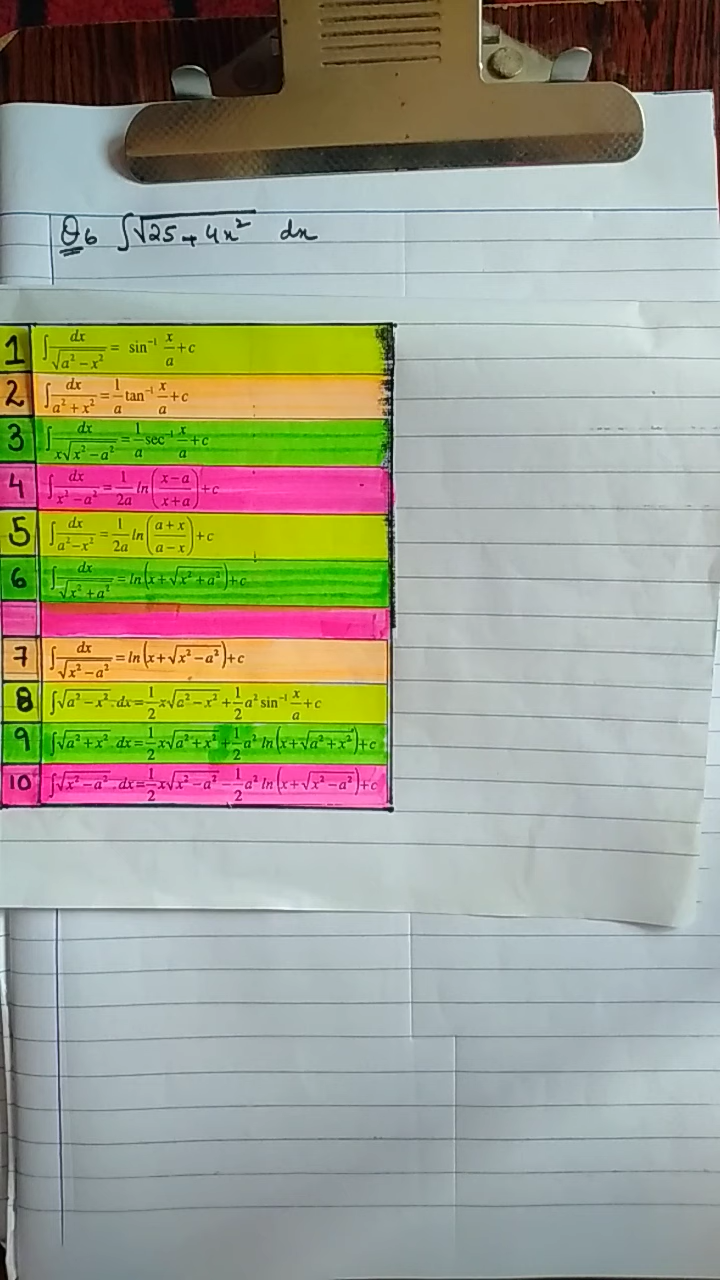 Q6 ∫√25+4x² dx
1 ∫ dx/√(a²−x²) = sin⁻¹ x/a +c
2 ∫ dx/(a²+x²) = 1/a tan⁻¹ x/a +c
3 ∫ dx/(x√(x²−a²)) = 1/a sec⁻¹ x/a +c
4 ∫ dx/(x²−a²) = 1/2a ln((x−a)/(x+a))+c
5 ∫ dx/(a²−x²) = 1/2a ln((a+x)/(a−x))+c
6 ∫ dx/√(x²+a²) = ln(x+√(x²+a²))+c
7 ∫ dx/√(x²−a²) = ln(x+√(x²−a²))+c
8 ∫√(a²−x²).dx = 1/2 x√(a²−x²) + 1/2 a² sin⁻¹ x/a +c
9 ∫√(a²+x²) dx = 1/2 x√(a²+x²) + 1/2 a² ln(x+√(a²+x²))+c
10 ∫√(x²−a²).dx = 1/2 x√(x²−a²) − 1/2 a² ln(x+√(x²−a²))+c